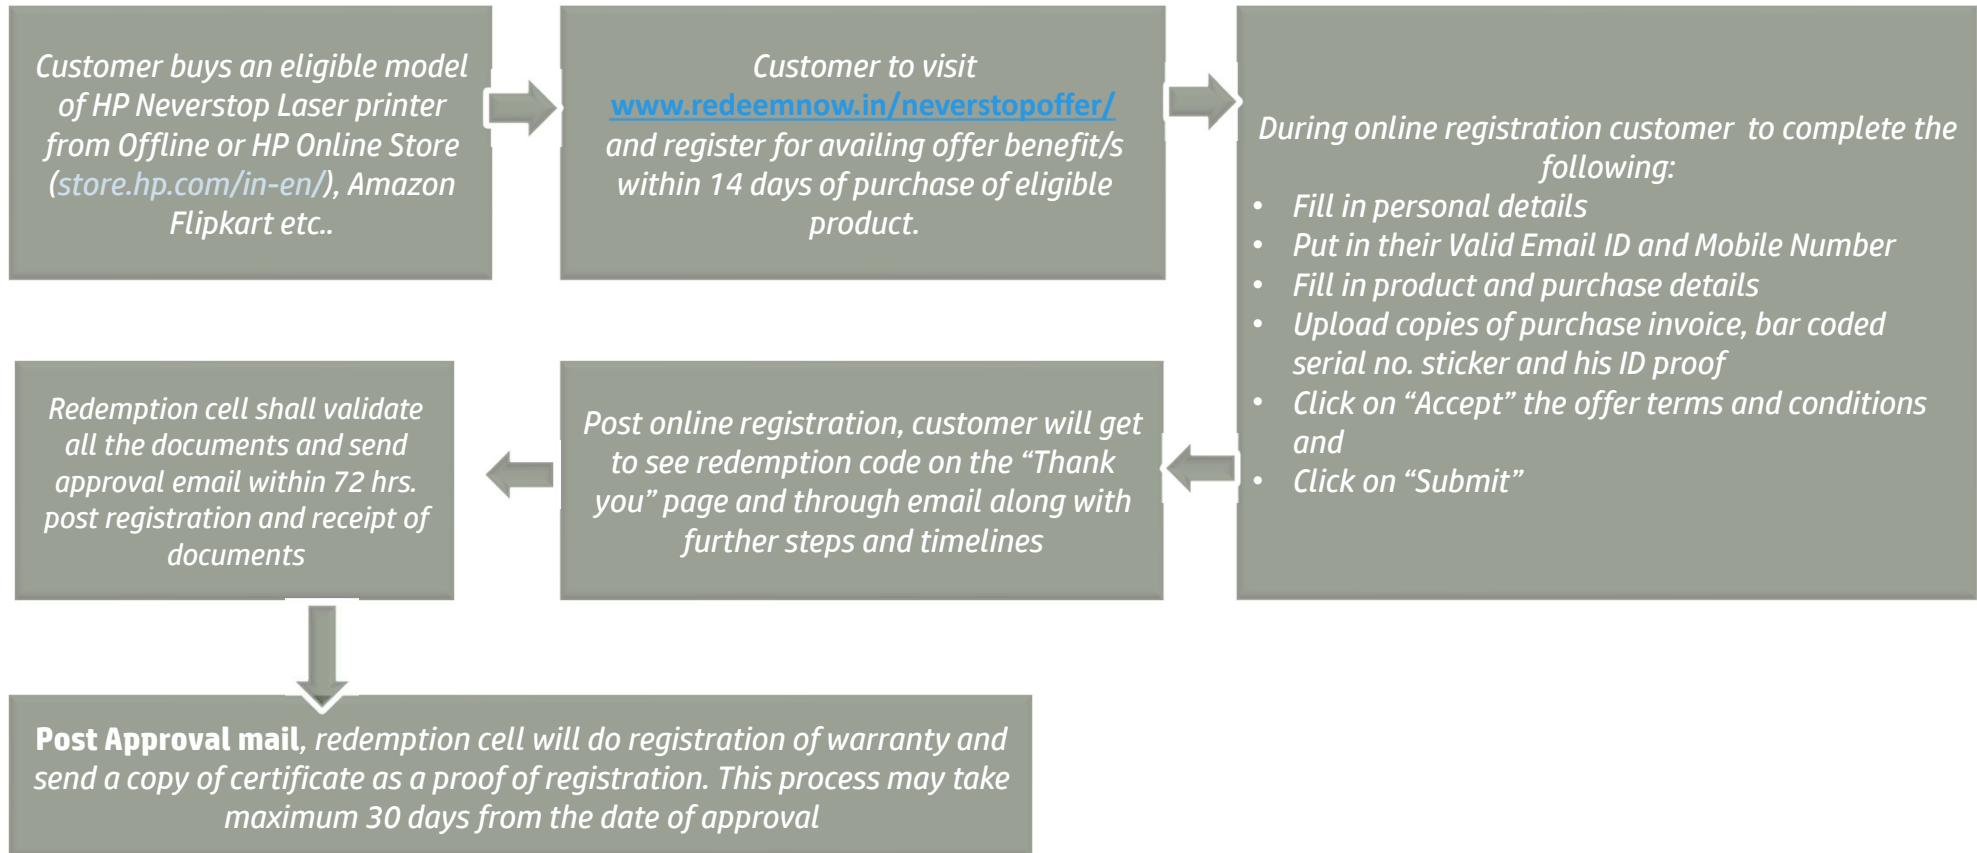 Customer buys an eligible model
of HP Neverstop Laser printer
from Offline or HP Online Store
(store.hp.com/in-en/), Amazon
Flipkart etc..
Customer to visit
www.redeemnow.in/neverstopoffer/
and register for availing offer benefit/s
within 14 days of purchase of eligible
product.
During online registration customer to complete the
following:
• Fill in personal details
• Put in their Valid Email ID and Mobile Number
• Fill in product and purchase details
• Upload copies of purchase invoice, bar coded
serial no. sticker and his ID proof
• Click on “Accept” the offer terms and conditions
and
• Click on “Submit”
Post online registration, customer will get
to see redemption code on the “Thank
you” page and through email along with
further steps and timelines
Redemption cell shall validate
all the documents and send
approval email within 72 hrs.
post registration and receipt of
documents
Post Approval mail, redemption cell will do registration of warranty and
send a copy of certificate as a proof of registration. This process may take
maximum 30 days from the date of approval